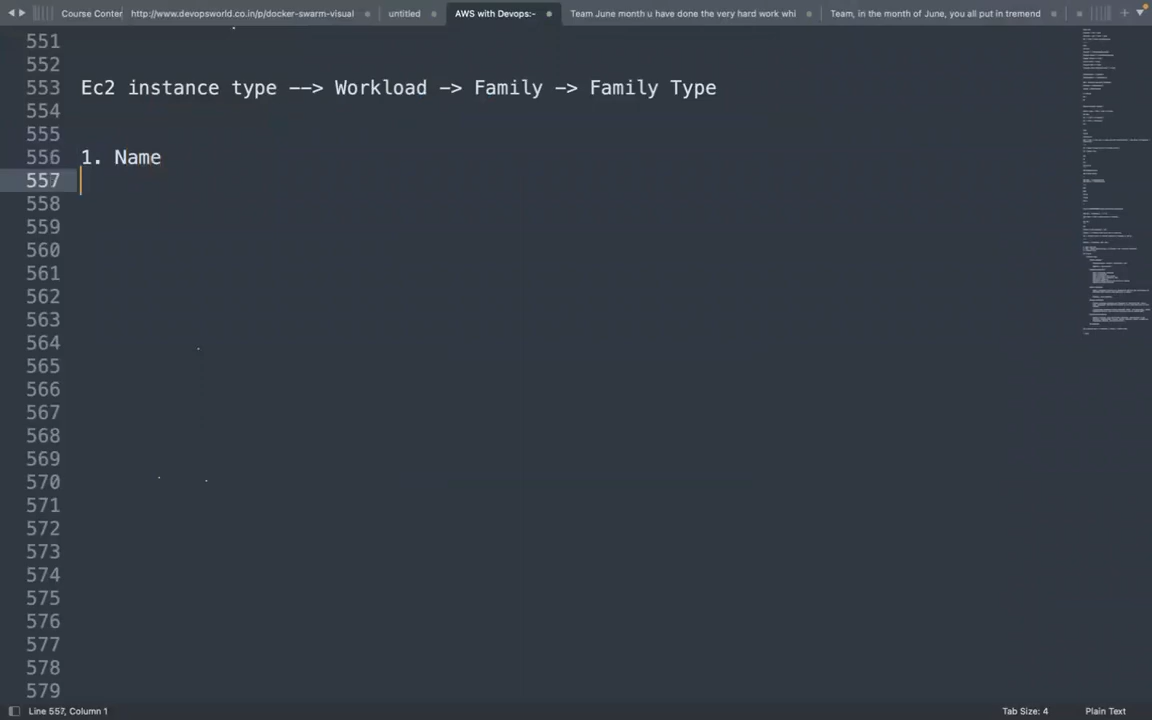 Course Conten
http://www.devopsworld.co.in/p/docker-swarm-visual
untitled
AWS with Devops:-
Team June month u have done the very hard work whi
Team, in the month of June, you all put in tremend
551
552
553 Ec2 instance type --> Workload -> Family -> Family Type
554
555
556 1. Name
557
558
559
560
561
562
563
564
565
566
567
568
569
570
571
572
573
574
575
576
577
578
579
Line 557, Column 1
Tab Size: 4
Plain Text